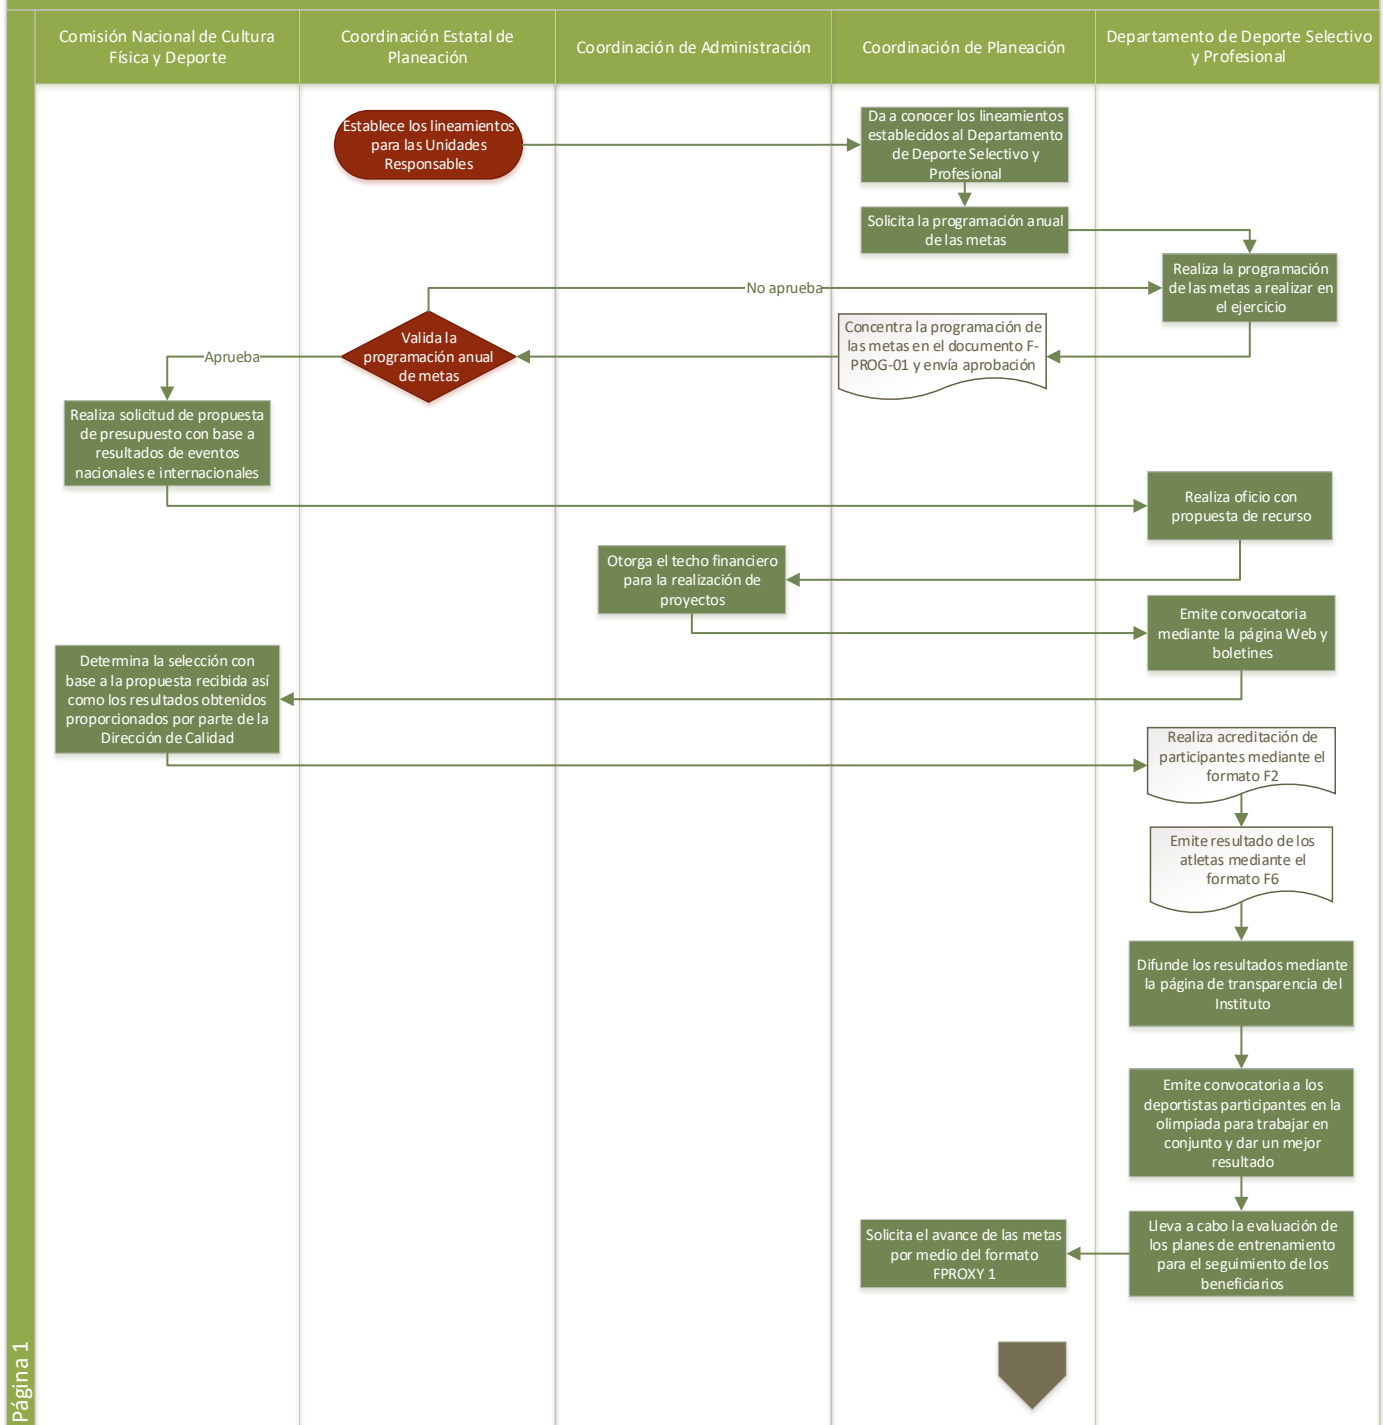 Comisión Nacional de Cultura
Física y Deporte
Coordinación Estatal de
Planeación
Coordinación de Administración
Coordinación de Planeación
Departamento de Deporte Selectivo
y Profesional
Establece los lineamientos
para las Unidades
Responsables
Da a conocer los lineamientos
establecidos al Departamento
de Deporte Selectivo y
Profesional
Solicita la programación anual
de las metas
Realiza la programación
de las metas a realizar en
el ejercicio
No aprueba
Concentra la programación de
las metas en el documento F-
PROG-01 y envía aprobación
Valida la
programación anual
de metas
Aprueba
Realiza solicitud de propuesta
de presupuesto con base a
resultados de eventos
nacionales e internacionales
Realiza oficio con
propuesta de recurso
Otorga el techo financiero
para la realización de
proyectos
Emite convocatoria
mediante la página Web y
boletines
Determina la selección con
base a la propuesta recibida así
como los resultados obtenidos
proporcionados por parte de la
Dirección de Calidad
Realiza acreditación de
participantes mediante el
formato F2
Emite resultado de los
atletas mediante el
formato F6
Difunde los resultados mediante
la página de transparencia del
Instituto
Emite convocatoria a los
deportistas participantes en la
olimpiada para trabajar en
conjunto y dar un mejor
resultado
Lleva a cabo la evaluación de
los planes de entrenamiento
para el seguimiento de los
beneficiarios
Solicita el avance de las metas
por medio del formato
FPROXY 1
Página 1